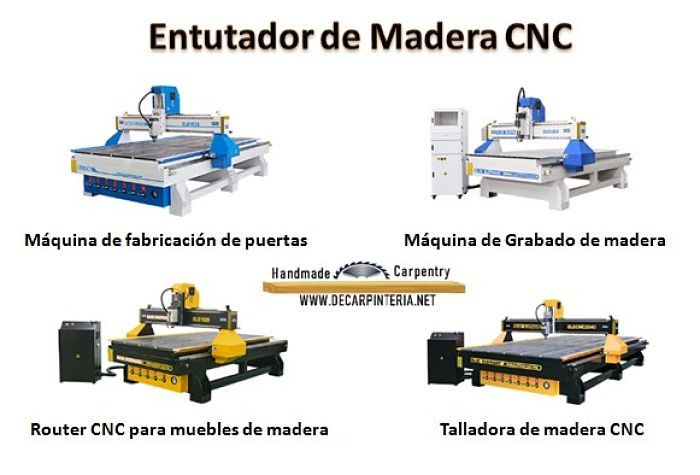 Entutador de Madera CNC
Máquina de fabricación de puertas
Máquina de Grabado de madera
Handmade Carpentry
WWW.DECARPINTERIA.NET
Router CNC para muebles de madera
Talladora de madera CNC